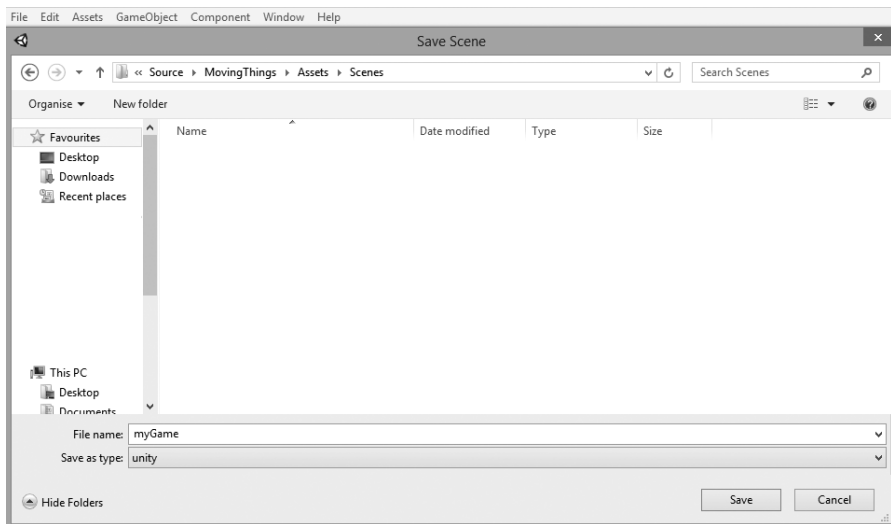 File Edit Assets GameObject Component Window Help
Save Scene
« Source MovingThings Assets Scenes Search Scenes
Organise New folder
Favourites Name Date modified Type Size
Desktop
Downloads
Recent places
This PC
Desktop
Documents
File name: myGame
Save as type: unity
Hide Folders Save Cancel